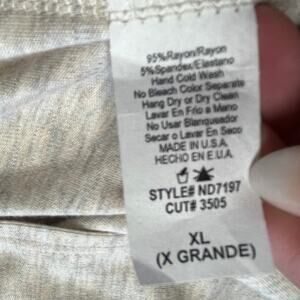 95%Rayon/Rayon
5%Spandex/Elastano
Hand Cold Wash
No Bleach Color Separate
Hang Dry or Dry Clean
Lavar En Frio a Mano
No Usar Blanqueador
Secar o Lavar En Seco
MADE IN U.S.A.
HECHO EN E.U.A.
STYLE# ND7197
CUT# 3505
XL
(X GRANDE)